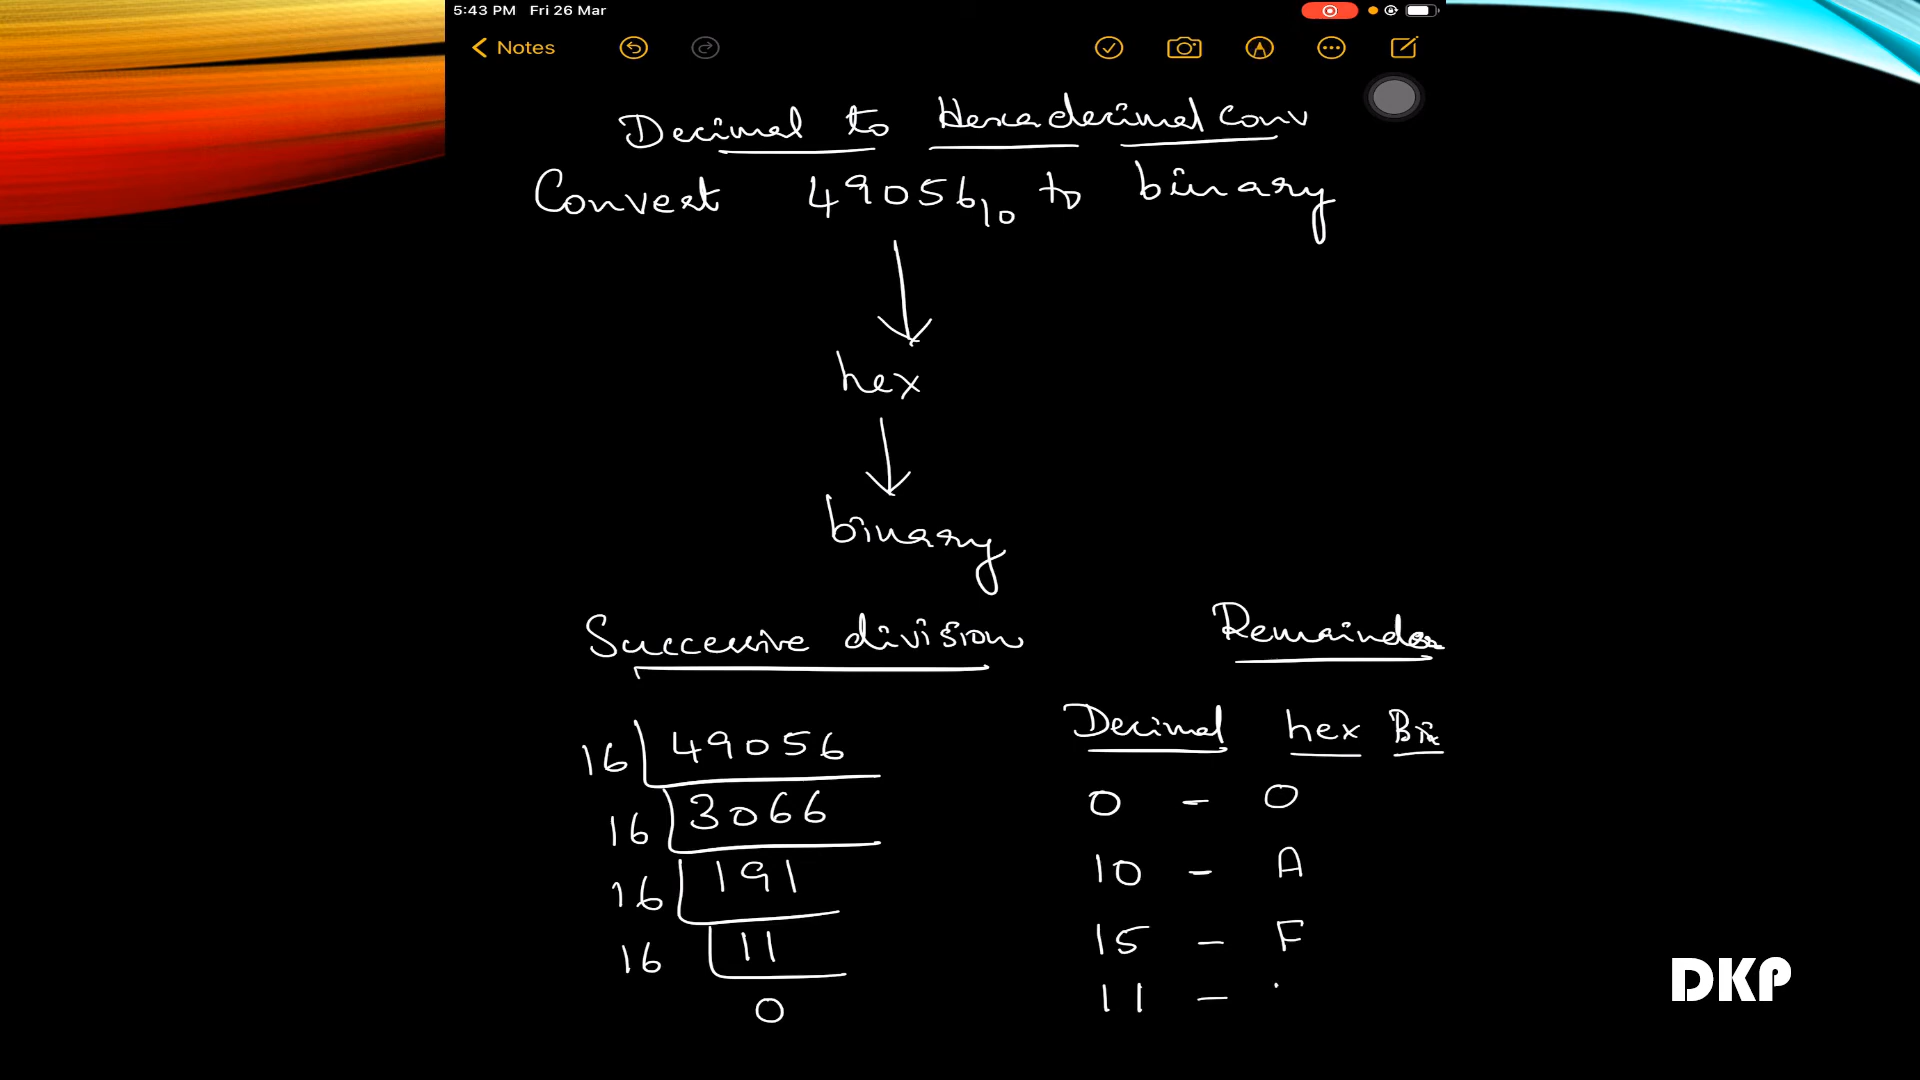 5:43 PM Fri 26 Mar
Notes
Decimal to Hexadecimal conv
Convert 49056₁₀ to binary
hex
binary
Successive division Remainder
Decimal hex Bin
16 49056
16 3066
16 191
16 11
0
0 - 0
10 - A
15 - F
11 -
DKP